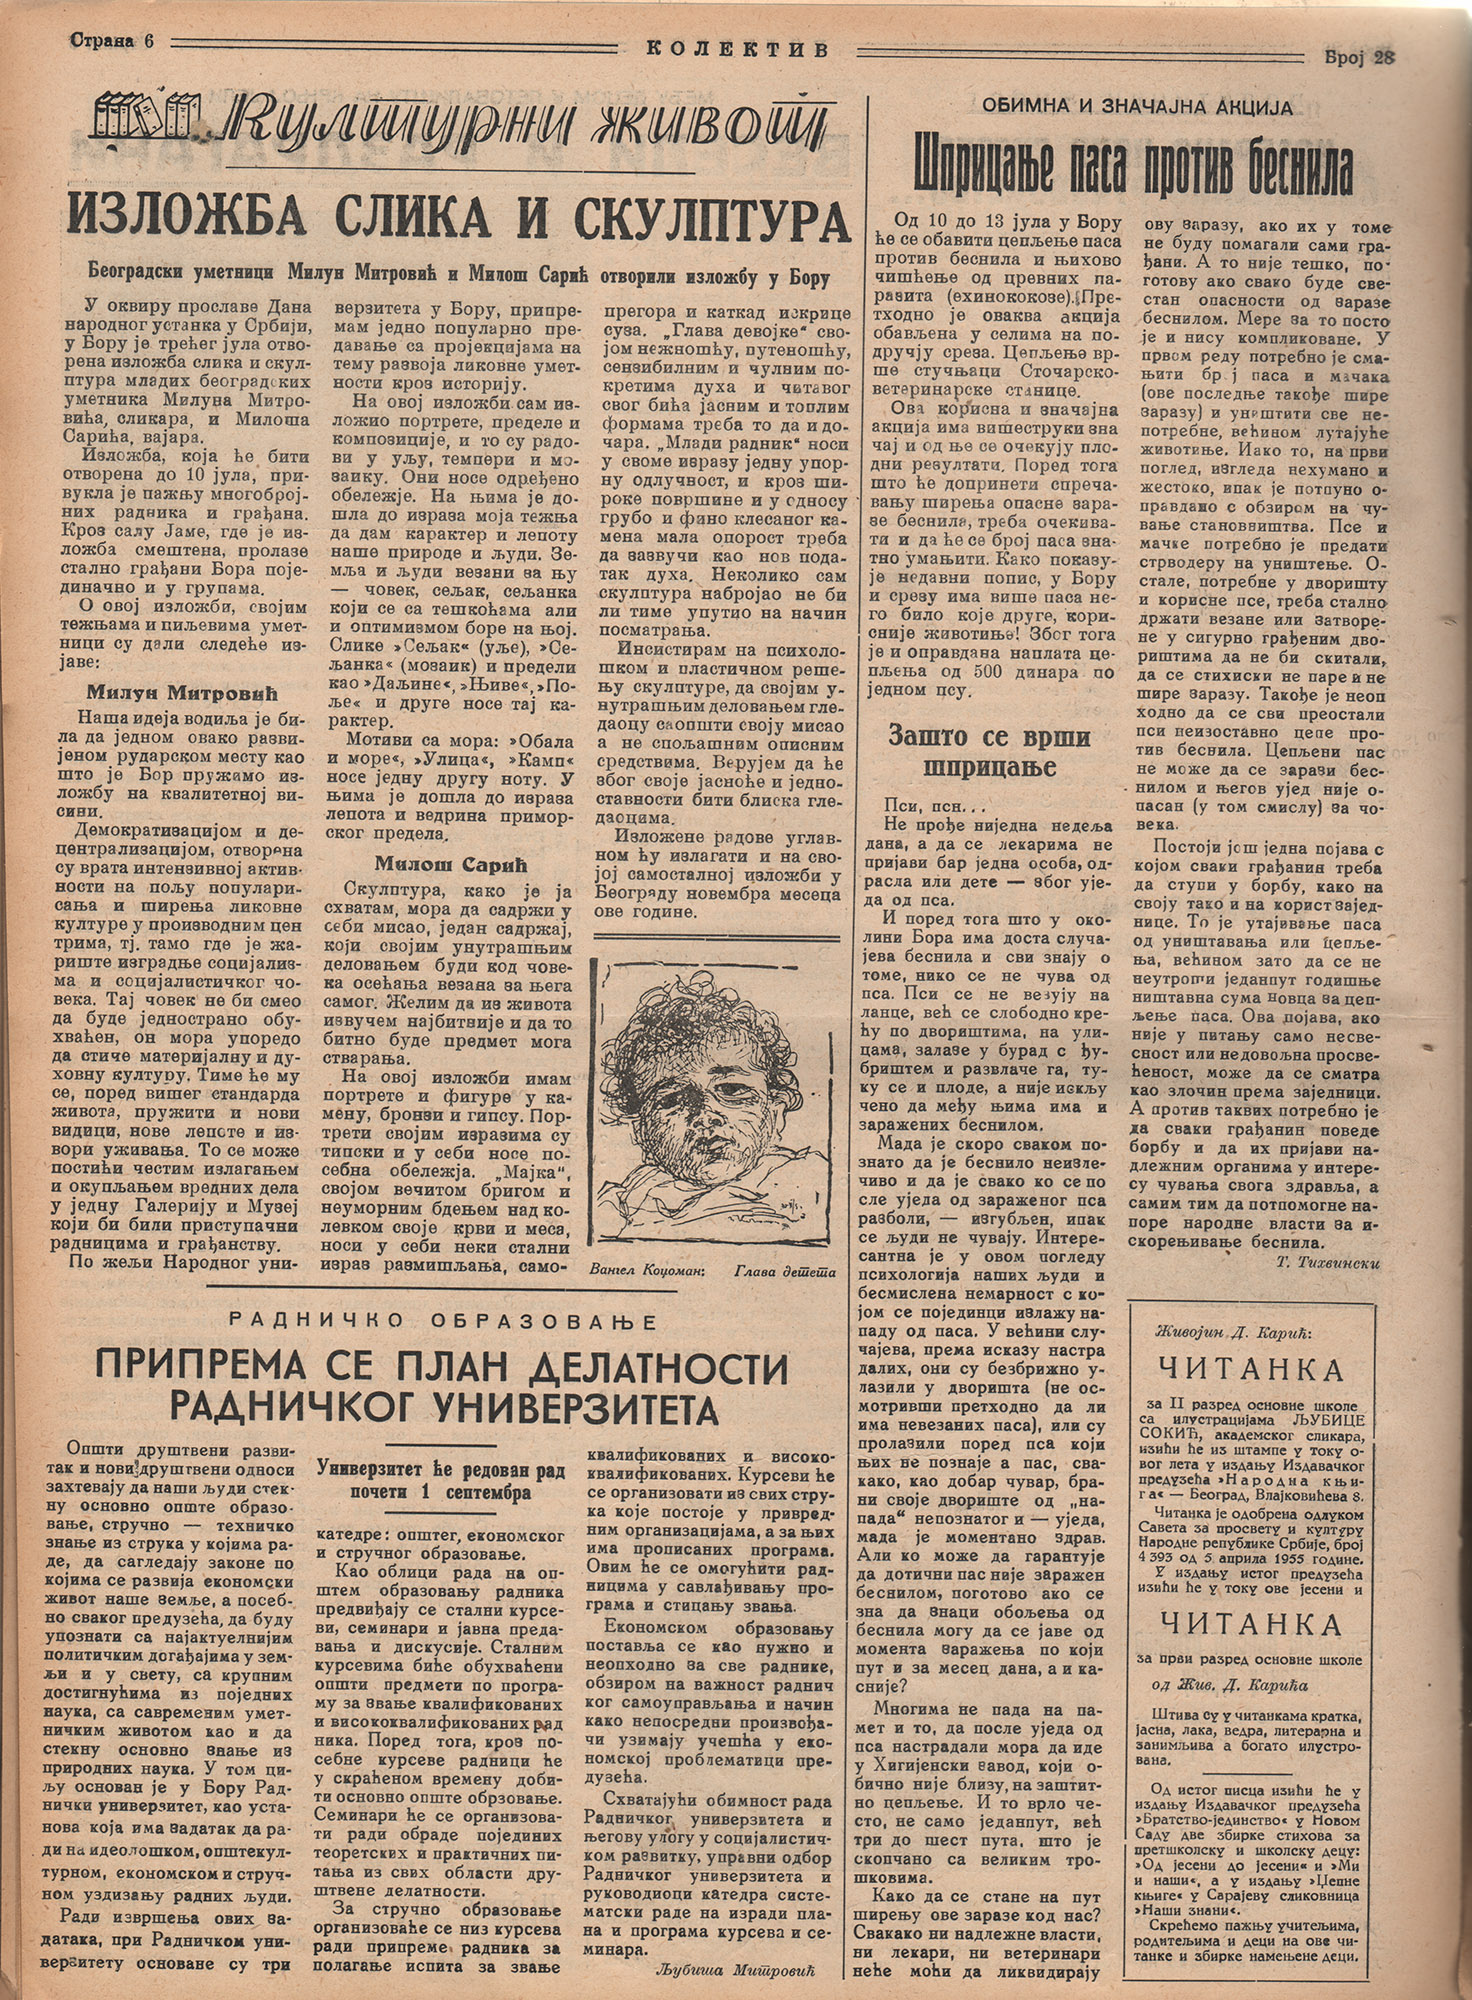 Страна 6
КОЛЕКТИВ
Број 28
Културни живот
ИЗЛОЖБА СЛИКА И СКУЛПТУРА
Београдски уметници Милун Митровић и Милош Сарић отворили изложбу у Бору
У оквиру прославе Дана
народног устанка у Србији,
у Бору је трећег јула отво-
рена изложба слика и скул-
птура младих београдских
уметника Милуна Митро-
вића, сликара, и Милоша
Сарића, вајара.
Изложба, која ће бити
отворена до 10 јула, при-
вукла је пажњу многоброј-
них радника и грађана.
Кроз салу Јаме, где је из-
ложба смештена, пролазе
стално грађани Бора поје-
диначно и у групама.
О овој изложби, својим
тежњама и циљевима умет-
ници су дали следеће из-
јаве:
Милун Митровић
Наша идеја водиља је би-
ла да једном овако разви-
јеном рударском месту као
што је Бор пружимо из-
ложбу на квалитетној ви-
сини.
Демократизацијом и де-
централизацијом, отворена
су врата интензивној актив-
ности на пољу популари-
сања и ширења ликовне
културе у производним цен
трима, тј. тамо где је жа-
риште изградње социјализ-
ма и социјалистичког чо-
века. Тај човек не би смео
да буде једнострано обу-
хваћен, он мора упоредо
да стиче материјалну и ду-
ховну културу. Тиме ће му
се, поред вишег стандарда
живота, пружити и нови
видици, нове лепоте и из-
вори уживања. То се може
постићи честим излагањем
и окупљањем вредних дела
у једну Галерију и Музеј
који би били приступачни
радницима и грађанству.
По жељи Народног уни-
верзитета у Бору, припре-
мам једно популарно пре-
давање са пројекцијама на
тему развоја ликовне умет-
ности кроз историју.
На овој изложби сам из-
ложио портрете, пределе и
композиције, и то су радо-
ви у уљу, темпери и мо-
заику. Они носе одређено
обележје. На њима је до-
шла до израза моја тежња
да дам карактер и лепоту
наше природе и људи. Зе-
мља и људи везани за њу
— човек, сељак, сељанка
који се са тешкоћама али
и оптимизмом боре на њој.
Слике »Сељак« (уље), »Се-
љанка« (мозаик) и предели
као »Даљине«, »Њиве«, »По-
ље« и друге носе тај ка-
рактер.
Мотиви са мора: »Обала
и море«, »Улица«, »Камп«
носе једну другу ноту. У
њима је дошла до израза
лепота и ведрина примор-
ског предела.
Милош Сарић
Скулптура, како је ја
схватам, мора да садржи у
себи мисао, један садржај,
који својим унутрашњим
деловањем буди код чове-
ка осећања везана за њега
самог. Желим да из живота
извучем најбитније и да то
битно буде предмет мога
стварања.
На овој изложби имам
портрете и фигуре у ка-
мену, бронзи и гипсу. Пор-
трети својим изразима су
типски и у себи носе по-
себна обележја. „Мајка“,
својом вечитом бригом и
неуморним бдењем над ко-
левком своје крви и меса,
носи у себи неки стални
израз размишљања, само-
прегора и каткад искрице
суза. „Глава девојке“ сво-
јом нежношћу, путеношћу,
сензибилним и чулним по-
кретима духа и читавог
свог бића јасним и топлим
формама треба то да и до-
чара. „Млади радник“ носи
у своме изразу једну упор-
ну одлучност, и кроз ши-
роке површине и у односу
грубо и фино клесаног ка-
мена мала опорост треба
да зазвучи као нов пода-
так духа. Неколико сам
скулптура набројао не би
ли тиме упутио на начин
посматрања.
Инсистирам на психоло-
шком и пластичном реше-
њу скулптуре, да својим у-
нутрашњим деловањем гле-
даоцу саопшти своју мисао
а не спољашним описним
средствима. Верујем да ће
због своје јасноће и једно-
ставности бити блиска гле-
даоцима.
Изложене радове углав-
ном ћу излагати и на сво-
јој самосталној изложби у
Београду новембра месеца
ове године.
Вангел Коџоман: Глава детета
РАДНИЧКО ОБРАЗОВАЊЕ
ПРИПРЕМА СЕ ПЛАН ДЕЛАТНОСТИ
РАДНИЧКОГ УНИВЕРЗИТЕТА
Општи друштвени разви-
так и нови друштвени односи
захтевају да наши људи стек-
ну основно опште образо-
вање, стручно — техничко
знање из струка у којима ра-
де, да сагледају законе по
којима се развија економски
живот наше земље, а посеб-
но сваког предузећа, да буду
упознати са најактуелнијим
политичким догађајима у зем-
љи и у свету, са крупним
достигнућима из поједних
наука, са савременим умет-
ничким животом као и да
стекну основно знање из
природних наука. У том ци-
љу основан је у Бору Рад-
нички универзитет, као уста-
нова која има задатак да ра-
ди на идеолошком, општекул-
турном, економском и струч-
ном уздизању радних људи.
Ради извршења ових за-
датака, при Радничком уни-
верзитету основане су три
Универзитет ће редован рад
почети 1 септембра
катедре: општег, економског
и стручног образовање.
Као облици рада на оп-
штем образовању радника
предвиђају се стални курсе-
ви, семинари и јавна преда-
вања и дискусије. Сталним
курсевима биће обухваћени
општи предмети по програ-
му за звање квалификованих
и висококвалификованих рад
ника. Поред тога, кроз по-
себне курсеве радници ће
у скраћеном времену доби-
ти основно опште обрзовање.
Семинари ће се организова-
ти ради обраде појединих
теоретских и практичних пи-
тања из свих области дру-
штвене делатности.
За стручно образовање
организоваће се низ курсева
ради припреме радника за
полагање испита за звање
квалификованих и високо-
квалификованих. Курсеви ће
се организовати из свих стру-
ка које постоје у привред-
ним организацијама, а за њих
има прописаних програма.
Овим ће се омогућити рад-
ницима у савлађивању про-
грама и стицању звања.
Економском образовању
поставља се као нужно и
неопходно за све раднике,
обзиром на важност раднич
ког самоуправљања и начин
како непосредни произвођа-
чи узимају учешћа у еко-
номској проблематици пре-
дузећа.
Схватајући обимност рада
Радничког универзитета и
његову улогу у социјалистич-
ком развитку, управни одбор
Радничког универзитета и
руководиоци катедра систе-
матски раде на изради пла-
на и програма курсева и се-
минара.
Љубиша Митровић
ОБИМНА И ЗНАЧАЈНА АКЦИЈА
Шприцање паса против беснила
Од 10 до 13 јула у Бору
ће се обавити цепљење паса
против беснила и њихово
чишћење од цревних па-
разита (ехинококозе). Пре-
тходно је оваква акција
обављена у селима на по-
дручју среза. Цепљење вр-
ше стучњаци Сточарско-
ветеринарске станице.
Ова корисна и значајна
акција има вишеструки зна
чај и од ње се очекују пло-
дни резултати. Поред тога
што ће допринети спреча-
вању ширења опасне зара-
зе беснила, треба очекива-
ти и да ће се број паса зна-
тно умањити. Како показу-
је недавни попис, у Бору
и срезу има више паса не-
го било које друге, кори-
сније животиње! Због тога
је и оправдана наплата це-
пљења од 500 динара по
једном псу.
Зашто се врши
шприцање
Пси, пси...
Не прође ниједна недеља
дана, а да се лекарима не
пријави бар једна особа, од-
расла или дете — због ује-
да од пса.
И поред тога што у око-
лини Бора има доста случа-
јева беснила и сви знају о
томе, нико се не чува од
пса. Пси се не везују на
ланце, већ се слободно кре-
ћу по двориштима, на ули-
цама, залазе у бурад с ђу-
бриштем и развлаче га, ту-
ку се и плоде, а није искљу
чено да међу њима има и
заражених беснилом.
Мада је скоро сваком по-
знато да је беснило неизле-
чиво и да је свако ко се по
сле уједа од зараженог пса
разболи, — изгубљен, ипак
се људи не чувају. Интере-
сантна је у овом погледу
психологија наших људи и
бесмислена немарност с ко-
јом се појединци излажу на-
паду од паса. У већини слу-
чајева, према исказу настра
далих, они су безбрижно у-
лазили у дворишта (не ос-
мотривши претходно да ли
има невезаних паса), или су
пролазили поред пса који
њих не познаје а пас, сва-
како, као добар чувар, бра-
ни своје двориште од „на-
пада“ непознатог и — уједа,
мада је моментано здрав.
Али ко може да гарантује
да дотични пас није заражен
беснилом, поготово ако се
зна да знаци обољења од
беснила могу да се јаве од
момента заражења по који
пут и за месец дана, а и ка-
сније?
Многима не пада на па-
мет и то, да после уједа од
пса настрадали мора да иде
у Хигијенски завод, који о-
бично није близу, на заштит-
но цепљење. И то врло че-
сто, не само једанпут, већ
три до шест пута, што је
скопчано са великим тро-
шковима.
Како да се стане на пут
ширењу ове заразе код нас?
Свакако ни надлежне власти,
ни лекари, ни ветеринари
неће моћи да ликвидирају
ову заразу, ако их у томе
не буду помагали сами гра-
ђани. А то није тешко, по-
готову ако свако буде све-
стан опасности од заразе
беснилом. Мере за то посто
је и нису компликоване. У
првом реду потребно је сма-
њити број паса и мачака
(ове последње такође шире
заразу) и уништити све не-
потребне, већином лутајуће
животиње. Иако то, на први
поглед, изгледа нехумано и
жестоко, ипак је потпуно о-
правдано с обзиром на чу-
вање становништва. Псе и
мачке потребно је предати
стрводеру на уништење. О-
стале, потребне у дворишту
и корисне псе, треба стално
држати везане или затворе-
не у сигурно грађеним дво-
риштима да не би скитали,
да се стихиски не паре и не
шире заразу. Такође је неоп
ходно да се сви преостали
пси неизоставно цепе про-
тив беснила. Цепљени пас
не може да се зарази бес-
нилом и његов ујед није о-
пасан (у том смислу) за чо-
века.
Постоји још једна појава с
којом сваки грађанин треба
да ступи у борбу, како на
своју тако и на корист зајед-
нице. То је утајивање паса
од уништавања или цепље-
ња, већином зато да се не
неутроши једанпут годишње
ништавна сума новца за цеп-
љење паса. Ова појава, ако
није у питању само несве-
сност или недовољна просве-
ћеност, може да се сматра
као злочин према заједници.
А против таквих потребно је
да сваки грађанин поведе
борбу и да их пријави на-
длежним органима у интере-
су чувања свога здравља, а
самим тим да потпомогне на-
поре народне власти за и-
скорењивање беснила.
Т. Тихвински
Живојин Д. Карић:
ЧИТАНКА
за II разред основне школе
са илустрацијама ЉУБИЦЕ
СОКИЋ, академског сликара,
изићи ће из штампе у току о-
вог лета у издању Издавачког
предузећа »Народна књи-
га« — Београд, Влајковићева 8.
Читанка је одобрена одлуком
Савета за просвету и културу
Народне републике Србије, број
4393 од 5 априла 1955 године.
У издању истог предузећа
изићи ће у току ове јесени и
ЧИТАНКА
за први разред основне школе
од Жив. Д. Карића
Штива су у читанкама кратка,
јасна, лака, ведра, литерарна и
занимљива а богато илустро-
вана.
Од истог писца изићи ће у
издању Издавачког предузећа
»Братство-јединство« у Новом
Саду две збирке стихова за
претшколску и школску децу:
»Од јесени до јесени« и »Ми
и наши«, а у издању »Џепне
књиге« у Сарајеву сликовница
»Наши знани«.
Скрећемо пажњу учитељима,
родитељима и деци на ове чи-
танке и збирке намењене деци.